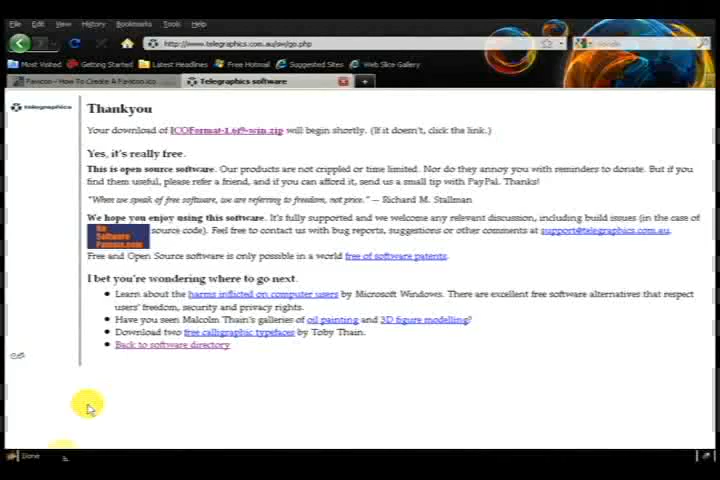 File Edit View History Bookmarks Tools Help
http://www.telegraphics.com.au/sw/go.php
Google
Most Visited Getting Started Latest Headlines Free Hotmail Suggested Sites Web Slice Gallery
Favicon - How To Create A Favicon.ico
Telegraphics software
telegraphics
Thankyou
Your download of ICOFormat-1.6f9-win.zip will begin shortly. (If it doesn't, click the link.)
Yes, it's really free.
This is open source software. Our products are not crippled or time limited. Nor do they annoy you with reminders to donate. But if you
find them useful, please refer a friend, and if you can afford it, send us a small tip with PayPal. Thanks!
"When we speak of free software, we are referring to freedom, not price." — Richard M. Stallman
We hope you enjoy using this software. It's fully supported and we welcome any relevant discussion, including build issues (in the case of
No Software Patents.com
source code). Feel free to contact us with bug reports, suggestions or other comments at support@telegraphics.com.au.
Free and Open Source software is only possible in a world free of software patents.
I bet you're wondering where to go next.
Learn about the harms inflicted on computer users by Microsoft Windows. There are excellent free software alternatives that respect
users' freedom, security and privacy rights.
Have you seen Malcolm Thain's galleries of oil painting and 3D figure modelling?
Download two free calligraphic typefaces by Toby Thain.
Back to software directory
Done